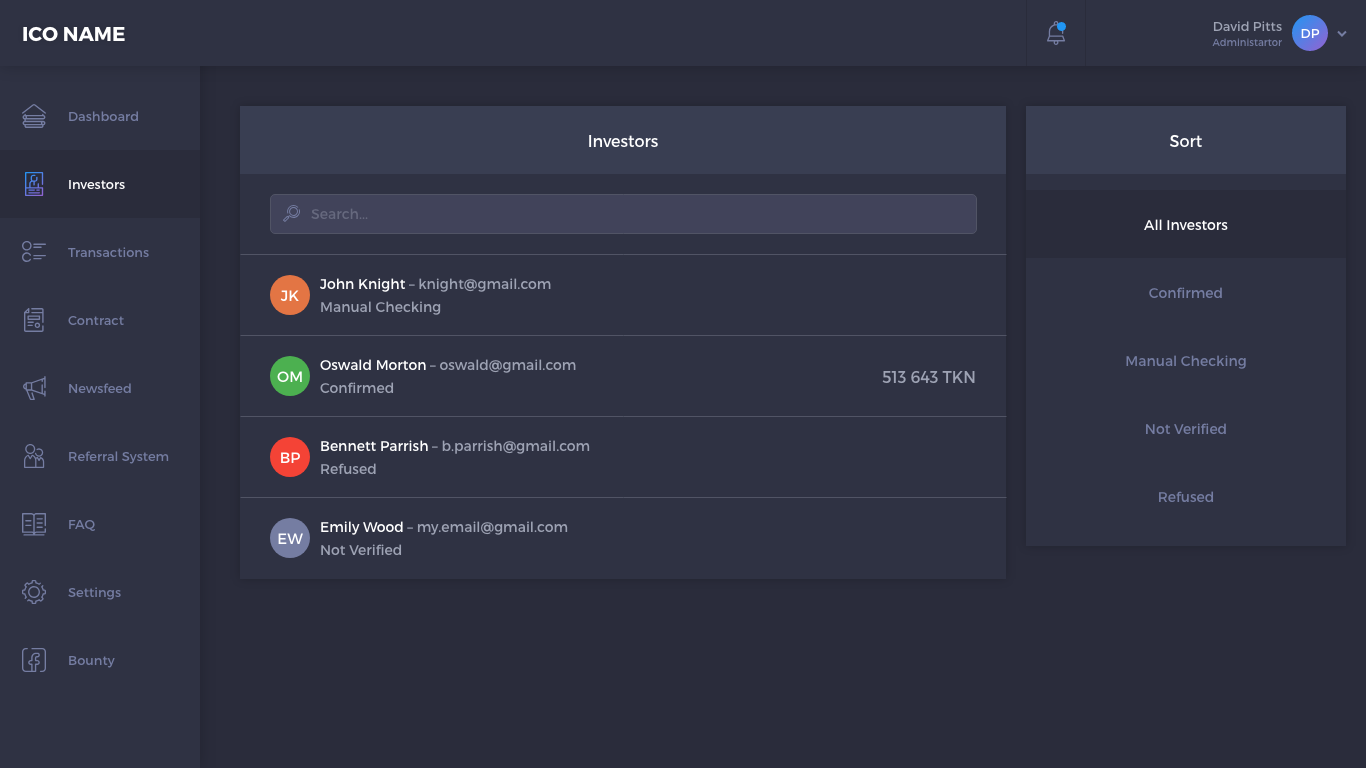 ICO NAME
David Pitts
Administartor
DP
Dashboard
Investors
Transactions
Contract
Newsfeed
Referral System
FAQ
Settings
Bounty
Investors
Search...
JK
John Knight – knight@gmail.com
Manual Checking
OM
Oswald Morton – oswald@gmail.com
Confirmed
513 643 TKN
BP
Bennett Parrish – b.parrish@gmail.com
Refused
EW
Emily Wood – my.email@gmail.com
Not Verified
Sort
All Investors
Confirmed
Manual Checking
Not Verified
Refused